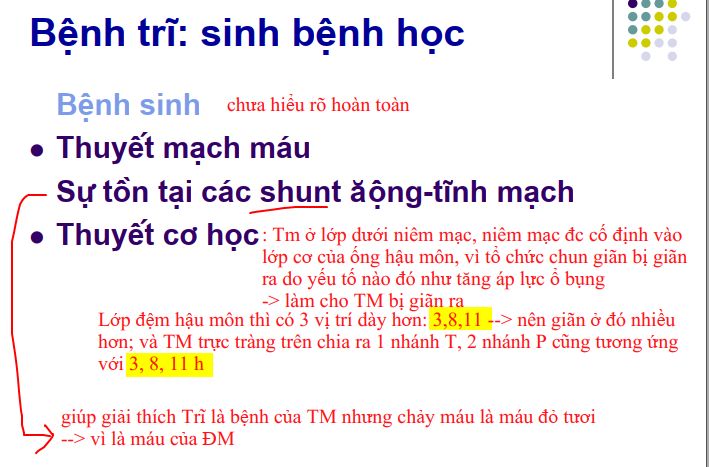 Bệnh trĩ: sinh bệnh học
Bệnh sinh chưa hiểu rõ hoàn toàn
Thuyết mạch máu
Sự tồn tại các shunt ăộng-tĩnh mạch
Thuyết cơ học : Tm ở lớp dưới niêm mạc, niêm mạc đc cố định vào
lớp cơ của ống hậu môn, vì tổ chức chun giãn bị giãn
ra do yếu tố nào đó như tăng áp lực ổ bụng
-> làm cho TM bị giãn ra
Lớp đệm hậu môn thì có 3 vị trí dày hơn: 3,8,11 --> nên giãn ở đó nhiều
hơn; và TM trực tràng trên chia ra 1 nhánh T, 2 nhánh P cũng tương ứng
với 3, 8, 11 h
giúp giải thích Trĩ là bệnh của TM nhưng chảy máu là máu đỏ tươi
--> vì là máu của ĐM